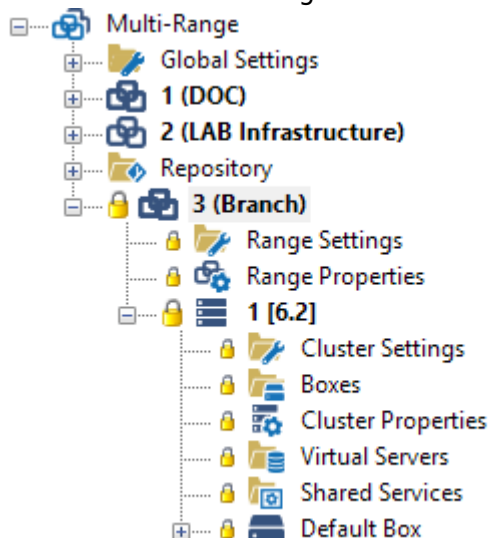 Multi-Range
Global Settings
1 (DOC)
2 (LAB Infrastructure)
Repository
3 (Branch)
Range Settings
Range Properties
1 [6.2]
Cluster Settings
Boxes
Cluster Properties
Virtual Servers
Shared Services
Default Box